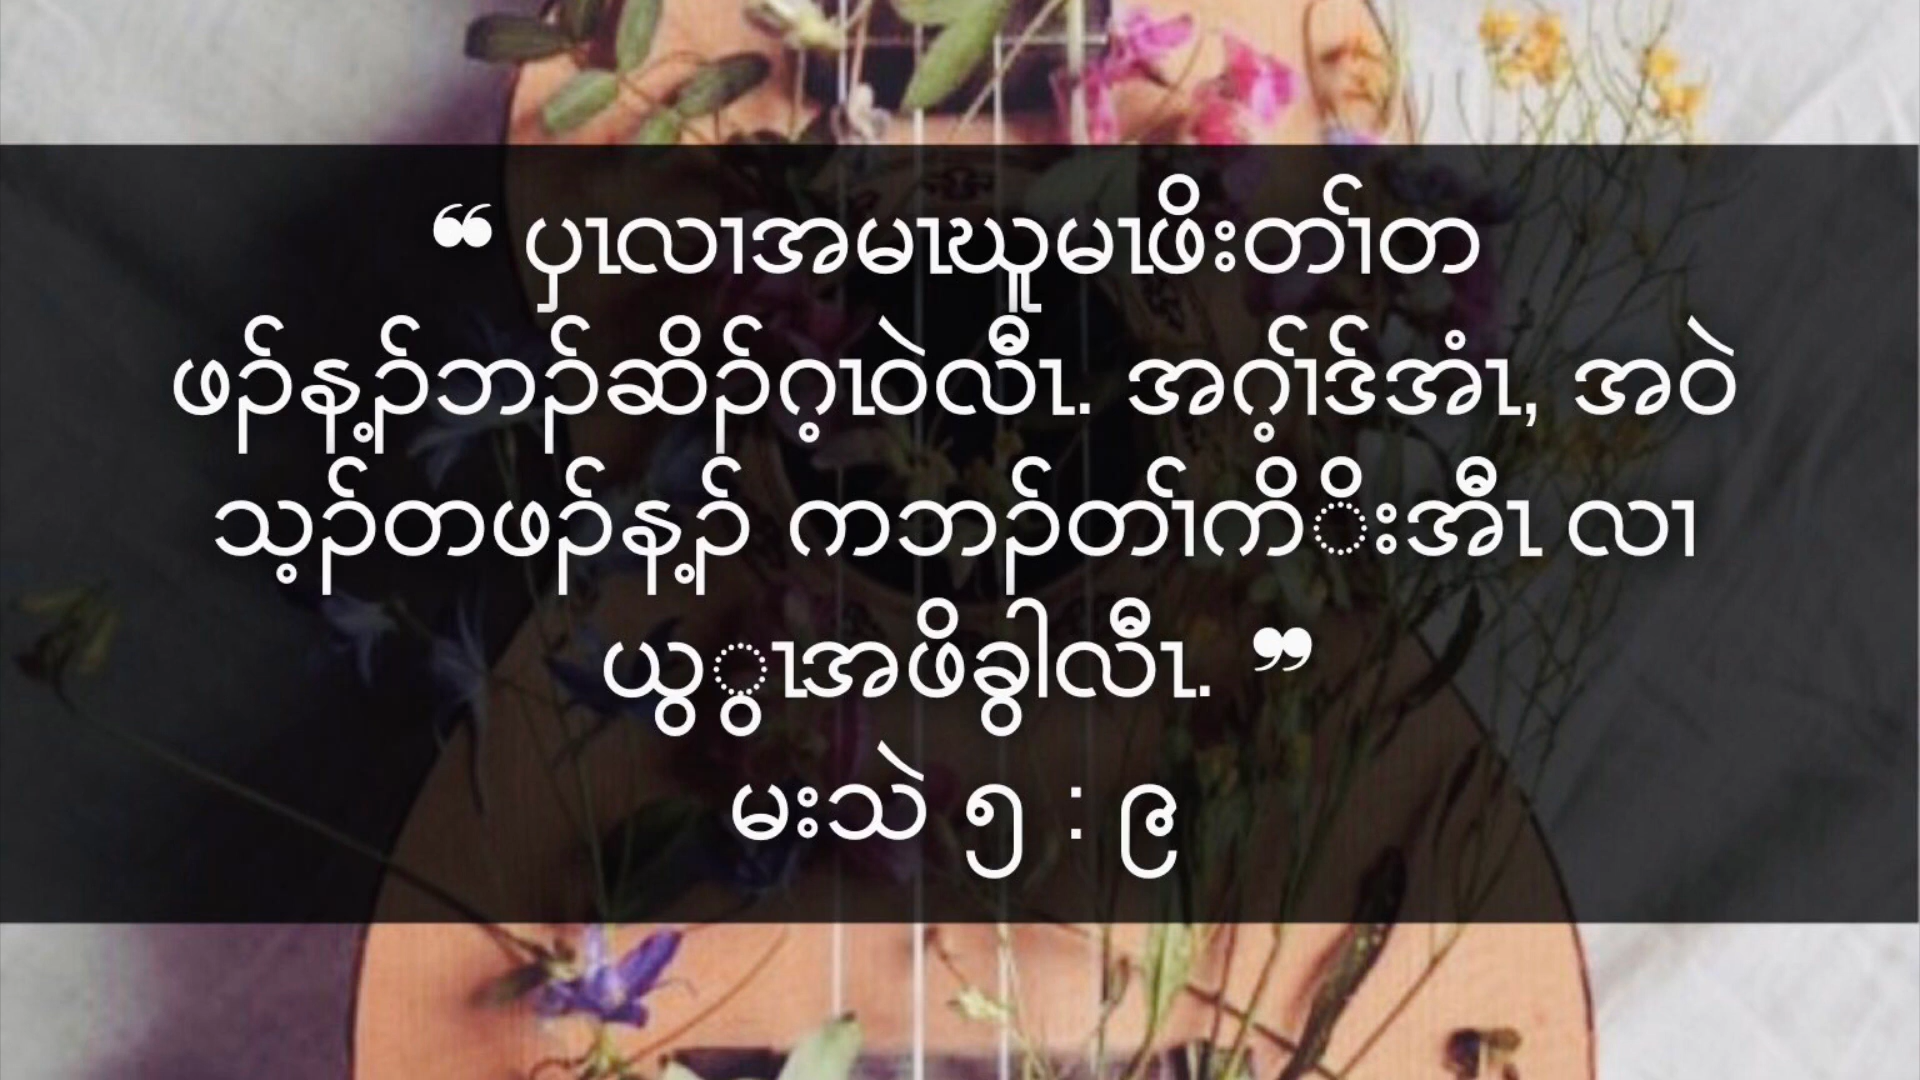 ❝ ပှၤလၢအမၤဃူမၤဖိးတၢ်တ
ဖၣ်န့ၣ်ဘၣ်ဆိၣ်ဂ့ၤဝဲလီၤ. အဂ့ၢ်ဒ်အံၤ, အဝဲ
သ့ၣ်တဖၣ်န့ၣ် ကဘၣ်တၢ်ကိိးအီၤ လၢ
ယွွၤအဖိခွါလီၤ. ❞
မးသဲ ၅ : ၉